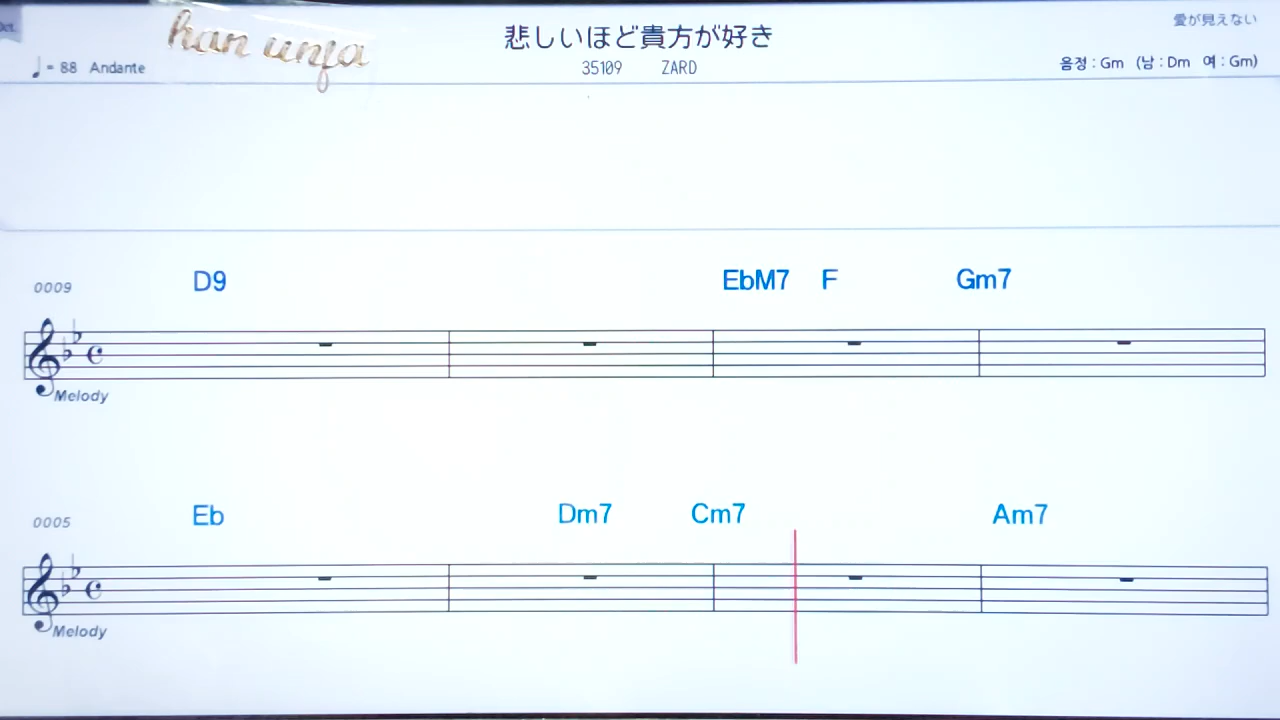 han unfa
悲しいほど貴方が好き
愛が見えない
♩= 88 Andante
35109 ZARD
음정 : Gm (남 : Dm 여 : Gm)
0009 D9 EbM7 F Gm7
Melody
0005 Eb Dm7 Cm7 Am7
Melody